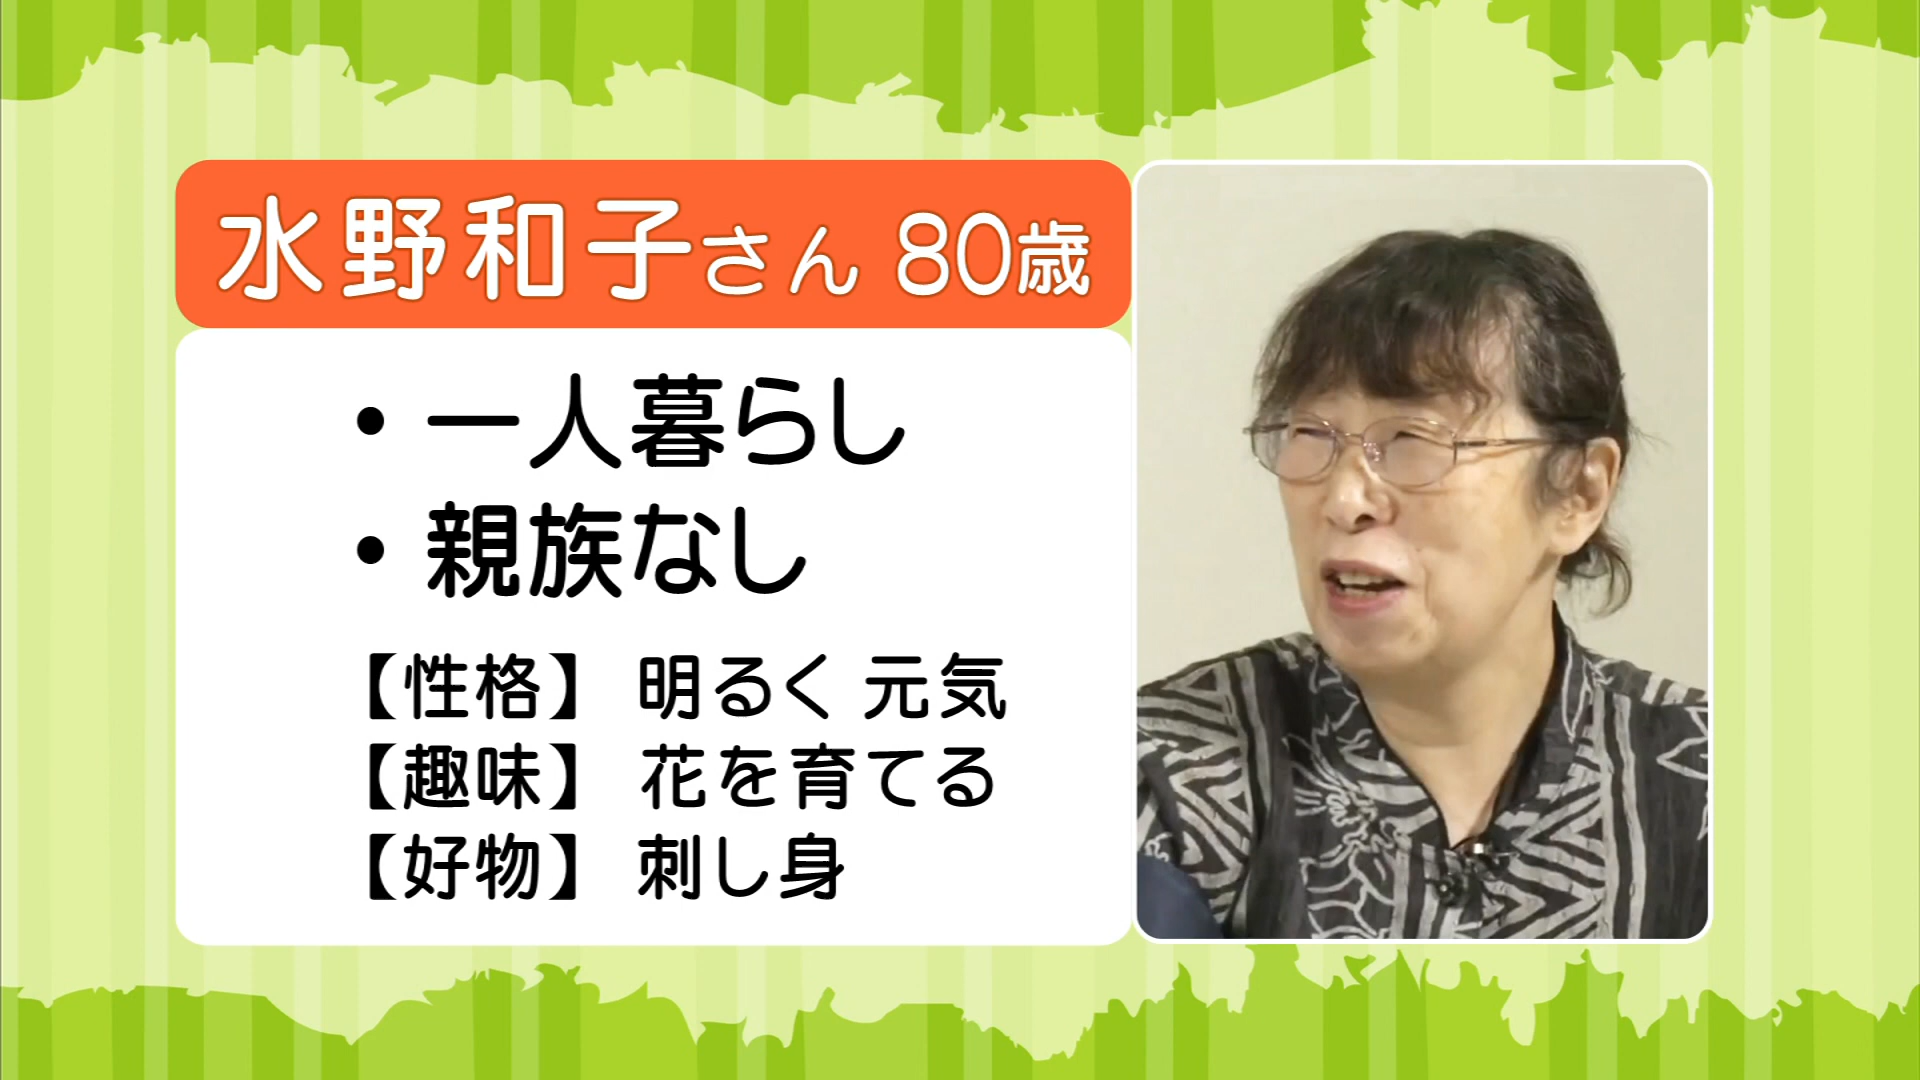 水野和子さん 80歳
・一人暮らし
・親族なし
【性格】 明るく 元気
【趣味】 花を育てる
【好物】 刺し身